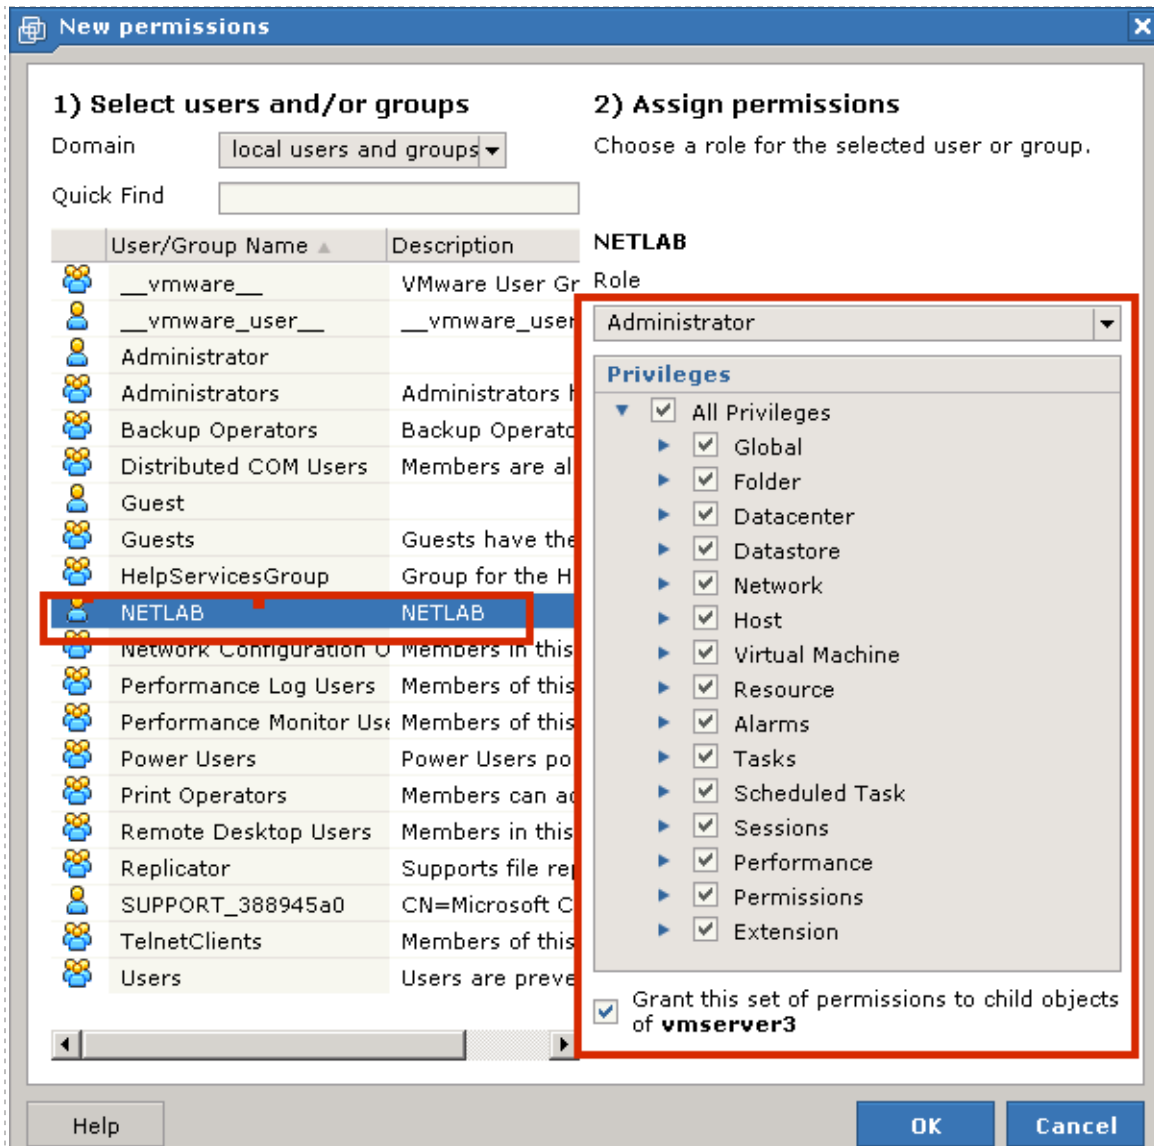 New permissions
1) Select users and/or groups
Domain
local users and groups
Quick Find
User/Group Name Description
__vmware__ VMware User Gr
__vmware_user__ __vmware_user
Administrator
Administrators Administrators h
Backup Operators Backup Operato
Distributed COM Users Members are al
Guest
Guests Guests have the
HelpServicesGroup Group for the H
NETLAB NETLAB
Network Configuration O Members in this
Performance Log Users Members of this
Performance Monitor Use Members of this
Power Users Power Users po
Print Operators Members can ad
Remote Desktop Users Members in this
Replicator Supports file rep
SUPPORT_388945a0 CN=Microsoft C
TelnetClients Members of this
Users Users are preve
2) Assign permissions
Choose a role for the selected user or group.
NETLAB
Role
Administrator
Privileges
All Privileges
Global
Folder
Datacenter
Datastore
Network
Host
Virtual Machine
Resource
Alarms
Tasks
Scheduled Task
Sessions
Performance
Permissions
Extension
Grant this set of permissions to child objects
of vmserver3
Help
OK
Cancel